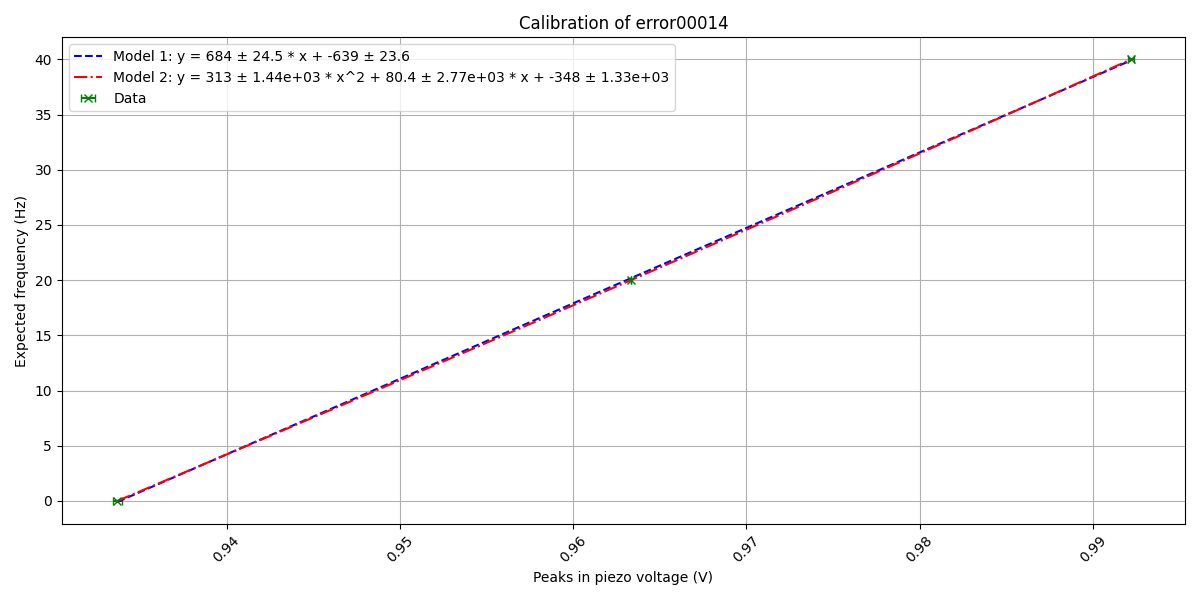 Calibration of error00014
Model 1: y = 684 ± 24.5 * x + -639 ± 23.6
Model 2: y = 313 ± 1.44e+03 * x^2 + 80.4 ± 2.77e+03 * x + -348 ± 1.33e+03
Data
Expected frequency (Hz)
40
35
30
25
20
15
10
5
0
0.94
0.95
0.96
0.97
0.98
0.99
Peaks in piezo voltage (V)